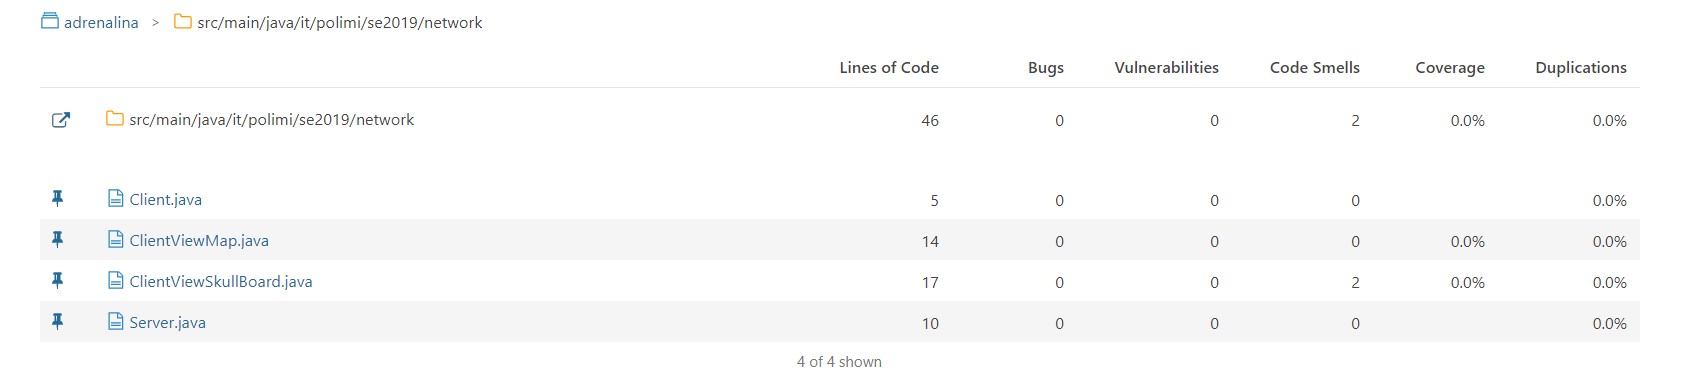 adrenalina > src/main/java/it/polimi/se2019/network
Lines of Code Bugs Vulnerabilities Code Smells Coverage Duplications
src/main/java/it/polimi/se2019/network 46 0 0 2 0.0% 0.0%
Client.java 5 0 0 0 0.0%
ClientViewMap.java 14 0 0 0 0.0% 0.0%
ClientViewSkullBoard.java 17 0 0 2 0.0% 0.0%
Server.java 10 0 0 0 0.0%
4 of 4 shown